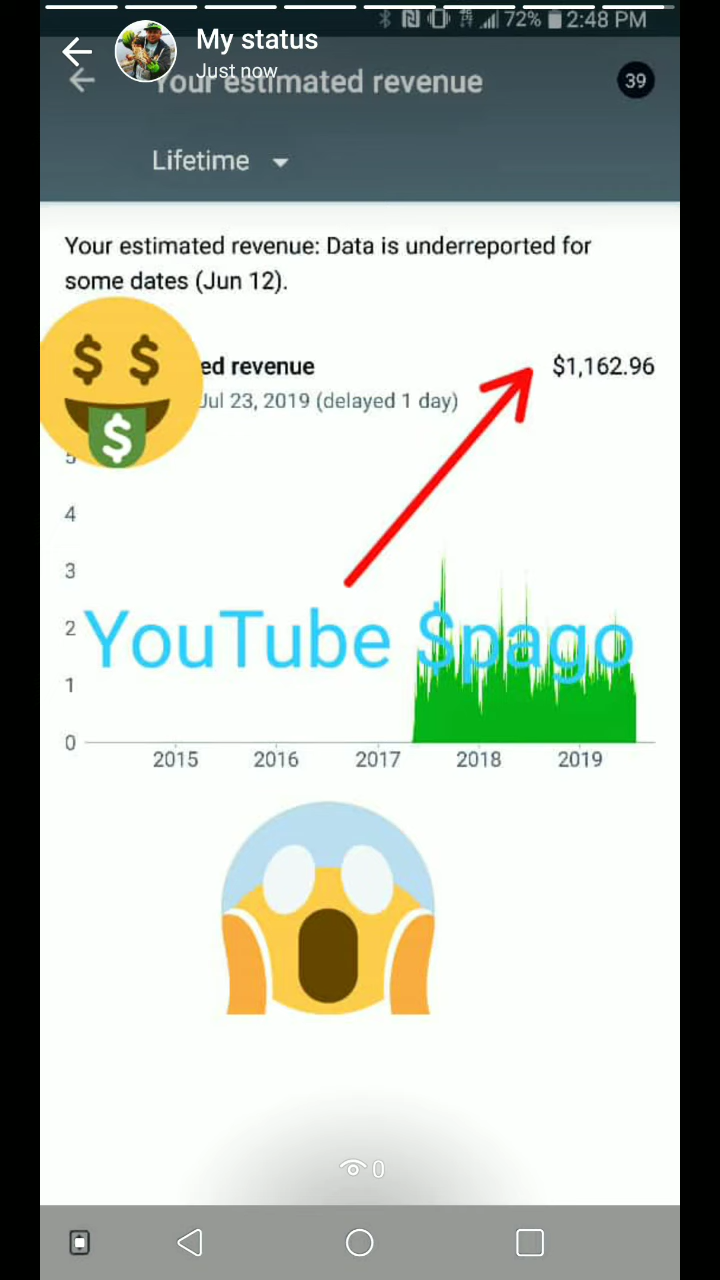 72% 2:48 PM
My status
Just now
Your estimated revenue
39
Lifetime
Your estimated revenue: Data is underreported for
some dates (Jun 12).
$ $
$
ed revenue
$1,162.96
Jul 23, 2019 (delayed 1 day)
5
4
3
2
1
0
YouTube $pago
2015 2016 2017 2018 2019
0